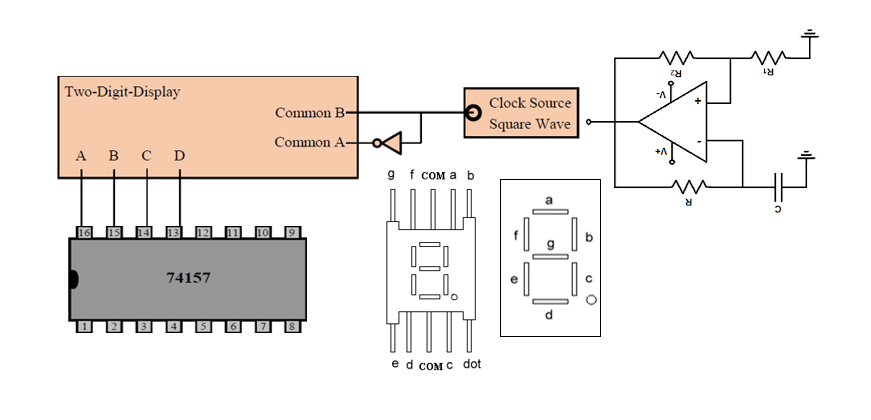 Two-Digit-Display
Common B
Common A
A B C D
16 15 14 13 12 11 10 9
74157
1 2 3 4 5 6 7 8
Clock Source
Square Wave
g f COM a b
e d COM c dot
a
f g b
e c
d
R2 R1
V-
+
-
V+
R C